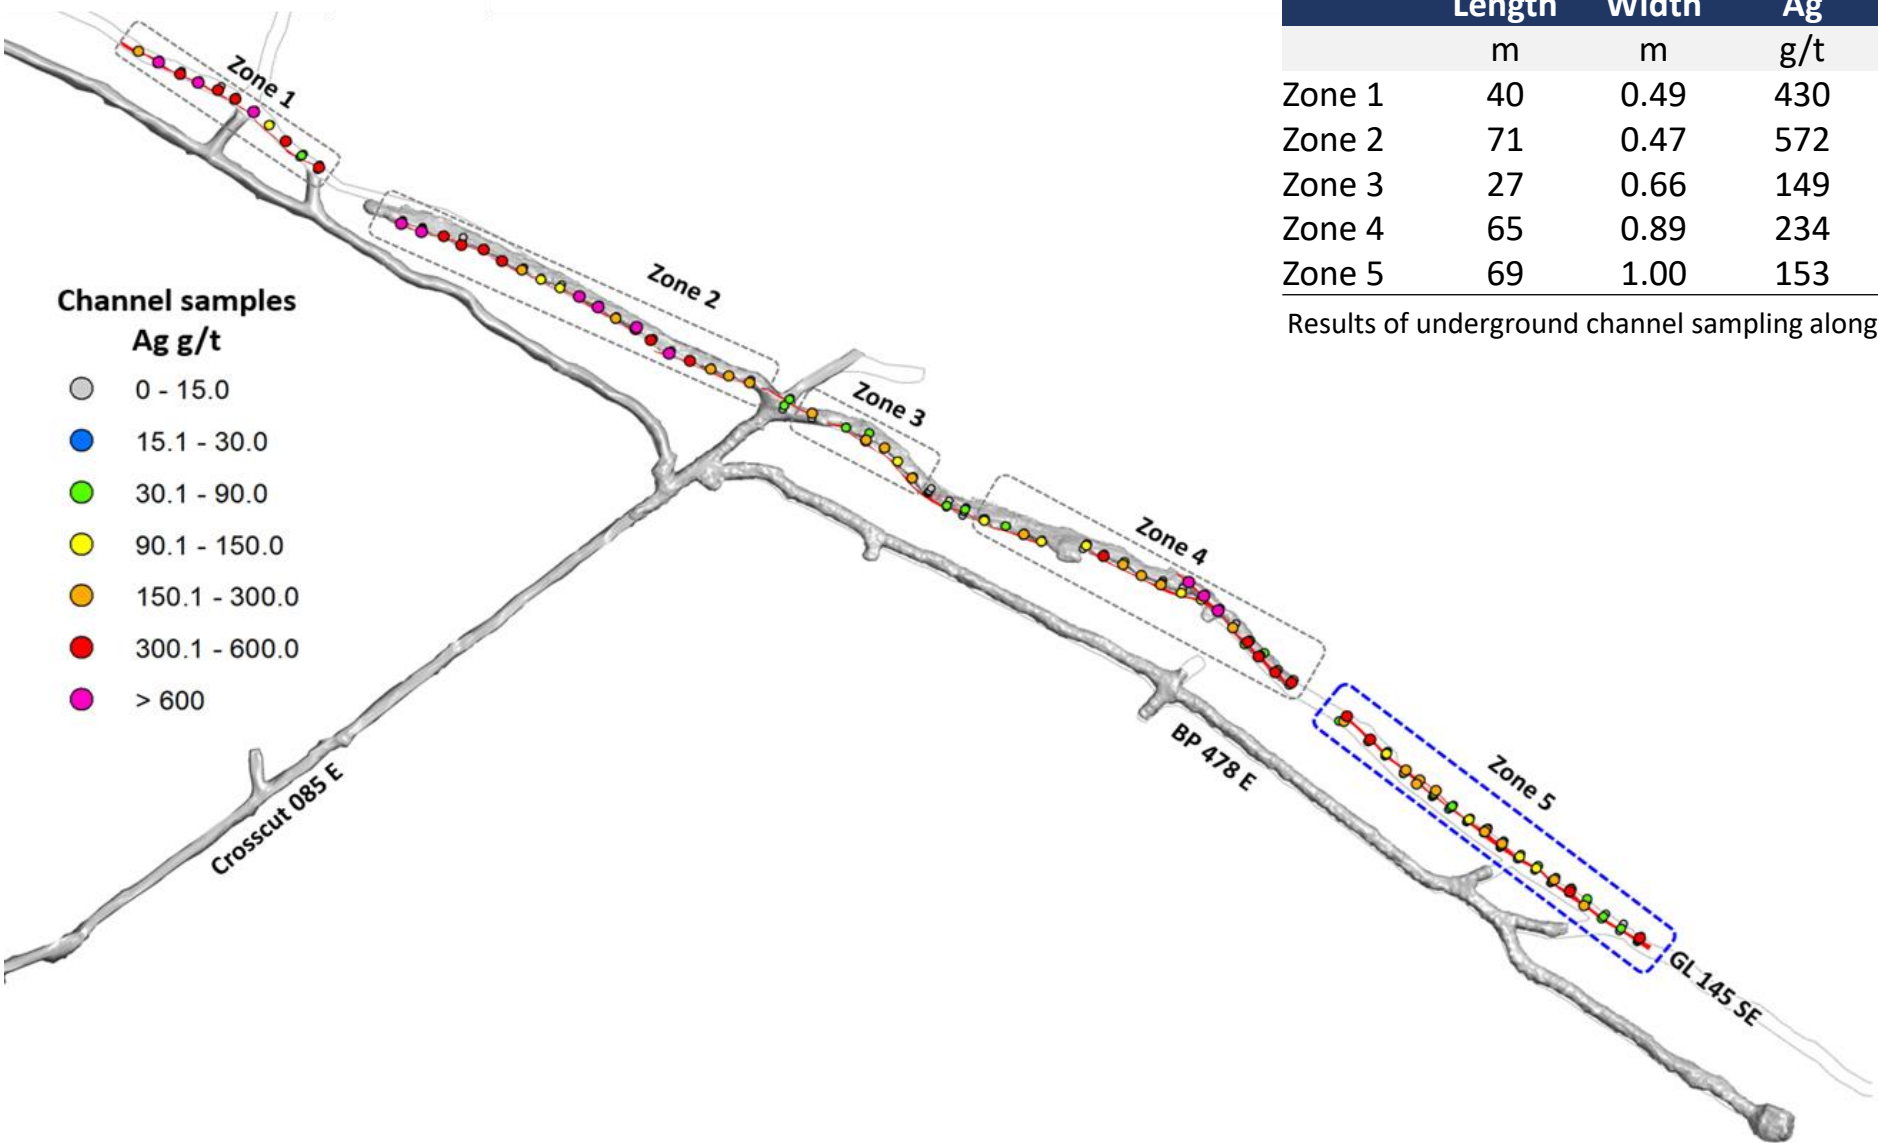 Length Width Ag
m m g/t
Zone 1 40 0.49 430
Zone 2 71 0.47 572
Zone 3 27 0.66 149
Zone 4 65 0.89 234
Zone 5 69 1.00 153
Results of underground channel sampling along
Zone 1
Zone 2
Channel samples
Ag g/t
0 - 15.0
15.1 - 30.0
30.1 - 90.0
90.1 - 150.0
150.1 - 300.0
300.1 - 600.0
> 600
Zone 3
Zone 4
Zone 5
BP 478 E
Crosscut 085 E
GL 145 SE